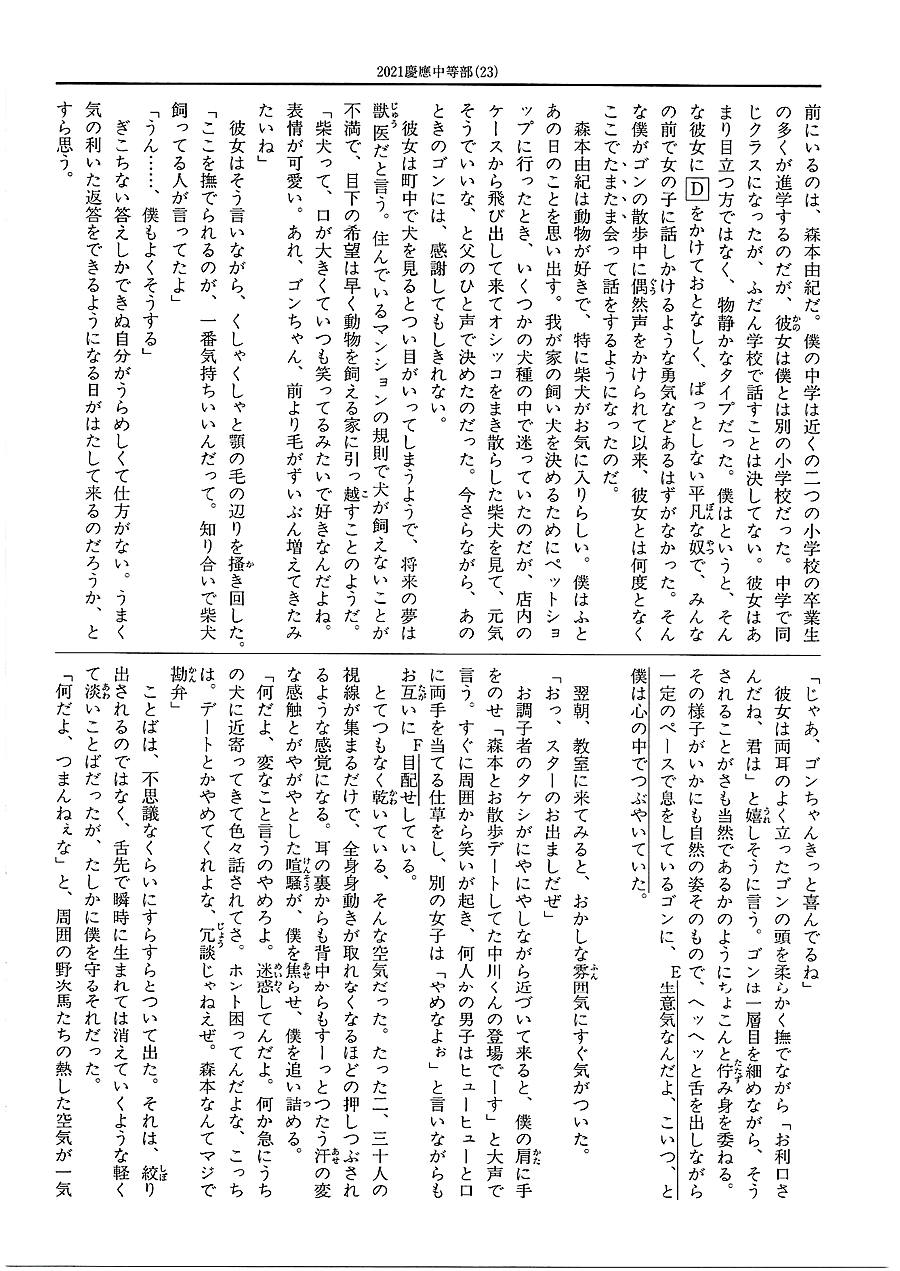 2021慶應中等部(23)
前にいるのは、森本由紀だ。僕の中学は近くの二つの小学校の卒業生
の多くが進学するのだが、彼女は僕とは別の小学校だった。中学で同
じクラスになったが、ふだん学校で話すことは決してない。彼女はあ
まり目立つ方ではなく、物静かなタイプだった。僕はというと、そん
な彼女に D をかけておとなしく、ぱっとしない平凡な奴で、みんな
の前で女の子に話しかけるような勇気などあるはずがなかった。そん
な僕がゴンの散歩中に偶然声をかけられて以来、彼女とは何度となく
ここでたまたま会って話をするようになったのだ。
森本由紀は動物が好きで、特に柴犬がお気に入りらしい。僕はふと
あの日のことを思い出す。我が家の飼い犬を決めるためにペットショ
ップに行ったとき、いくつかの犬種の中で迷っていたのだが、店内の
ケースから飛び出して来てオシッコをまき散らした柴犬を見て、元気
そうでいいな、と父のひと声で決めたのだった。今さらながら、あの
ときのゴンには、感謝してもしきれない。
彼女は町中で犬を見るとつい目がいってしまうようで、将来の夢は
獣医だと言う。住んでいるマンションの規則で犬が飼えないことが
不満で、目下の希望は早く動物を飼える家に引っ越すことのようだ。
「柴犬って、口が大きくていつも笑ってるみたいで好きなんだよね。
表情が可愛い。あれ、ゴンちゃん、前より毛がずいぶん増えてきたみ
たいね」
彼女はそう言いながら、くしゃくしゃと顎の毛の辺りを掻き回した。
「ここを撫でられるのが、一番気持ちいいんだって。知り合いで柴犬
飼ってる人が言ってたよ」
「うん……、僕もよくそうする」
ぎこちない答えしかできぬ自分がうらめしくて仕方がない。うまく
気の利いた返答をできるようになる日がはたして来るのだろうか、と
すら思う。
「じゃあ、ゴンちゃんきっと喜んでるね」
彼女は両耳のよく立ったゴンの頭を柔らかく撫でながら「お利口さ
んだね、君は」と嬉しそうに言う。ゴンは一層目を細めながら、そう
されることがさも当然であるかのようにちょこんと佇み身を委ねる。
その様子がいかにも自然の姿そのもので、ヘッヘッと舌を出しながら
一定のペースで息をしているゴンに、E生意気なんだよ、こいつ、と
僕は心の中でつぶやいていた。
翌朝、教室に来てみると、おかしな雰囲気にすぐ気がついた。
「おっ、スターのお出ましだぜ」
お調子者のタケシがにやにやしながら近づいて来ると、僕の肩に手
をのせ「森本とお散歩デートしてた中川くんの登場でーす」と大声で
言う。すぐに周囲から笑いが起き、何人かの男子はヒューヒューと口
に両手を当てる仕草をし、別の女子は「やめなよぉ」と言いながらも
お互いにF目配せしている。
とてつもなく乾いている、そんな空気だった。たった二、三十人の
視線が集まるだけで、全身身動きが取れなくなるほどの押しつぶされ
るような感覚になる。耳の裏からも背中からもすーっとつたう汗の変
な感触とがやがやとした喧騒が、僕を焦らせ、僕を追い詰める。
「何だよ、変なこと言うのやめろよ。迷惑してんだよ。何か急にうち
の犬に近寄ってきて色々話されてさ。ホント困ってんだよな、こっち
は。デートとかやめてくれよな、冗談じゃねえぜ。森本なんてマジで
勘弁」
ことばは、不思議なくらいにすらすらとついて出た。それは、絞り
出されるのではなく、舌先で瞬時に生まれては消えていくような軽く
て淡いことばだったが、たしかに僕を守るそれだった。
「何だよ、つまんねぇな」と、周囲の野次馬たちの熱した空気が一気